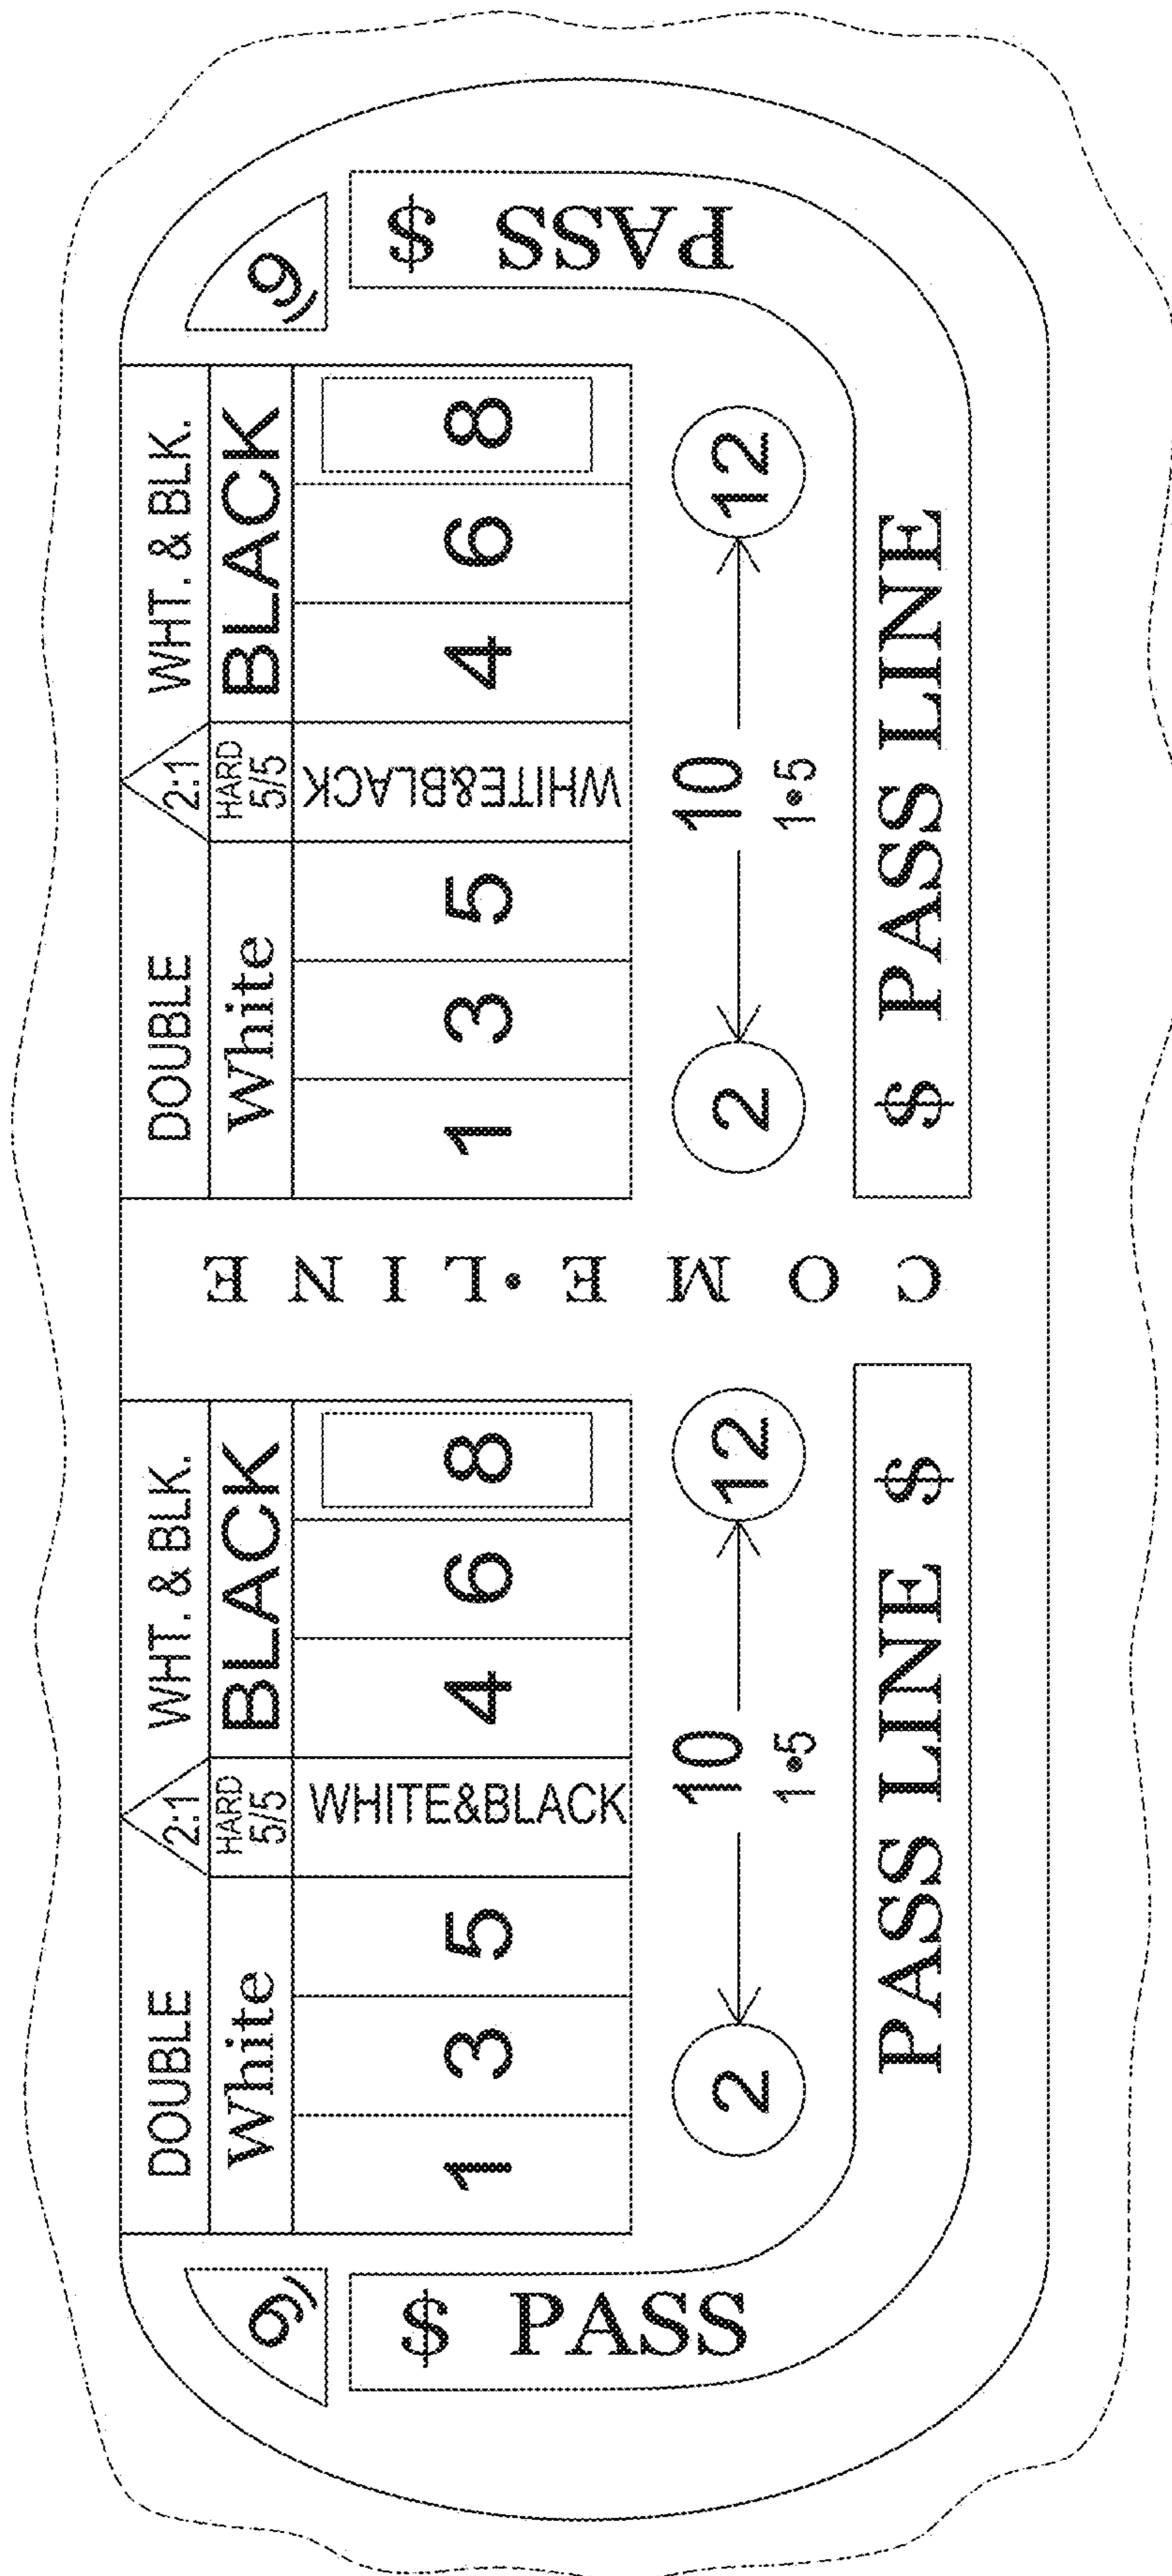 DOUBLE
2:1
WHT. & BLK.
White
HARD
5/5
BLACK
1 3 5
WHITE&BLACK
4 6 8
2
10
12
1•5
9
$ PASS
PASS LINE $
C O M E • L I N E
DOUBLE
2:1
WHT. & BLK.
White
HARD
5/5
BLACK
1 3 5
WHITE&BLACK
4 6 8
2
10
12
1•5
9
PASS $
$ PASS LINE